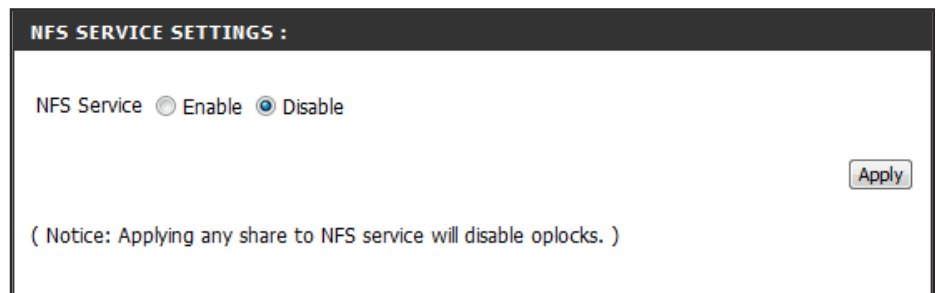 NFS SERVICE SETTINGS :
NFS Service Enable Disable
Apply
( Notice: Applying any share to NFS service will disable oplocks. )